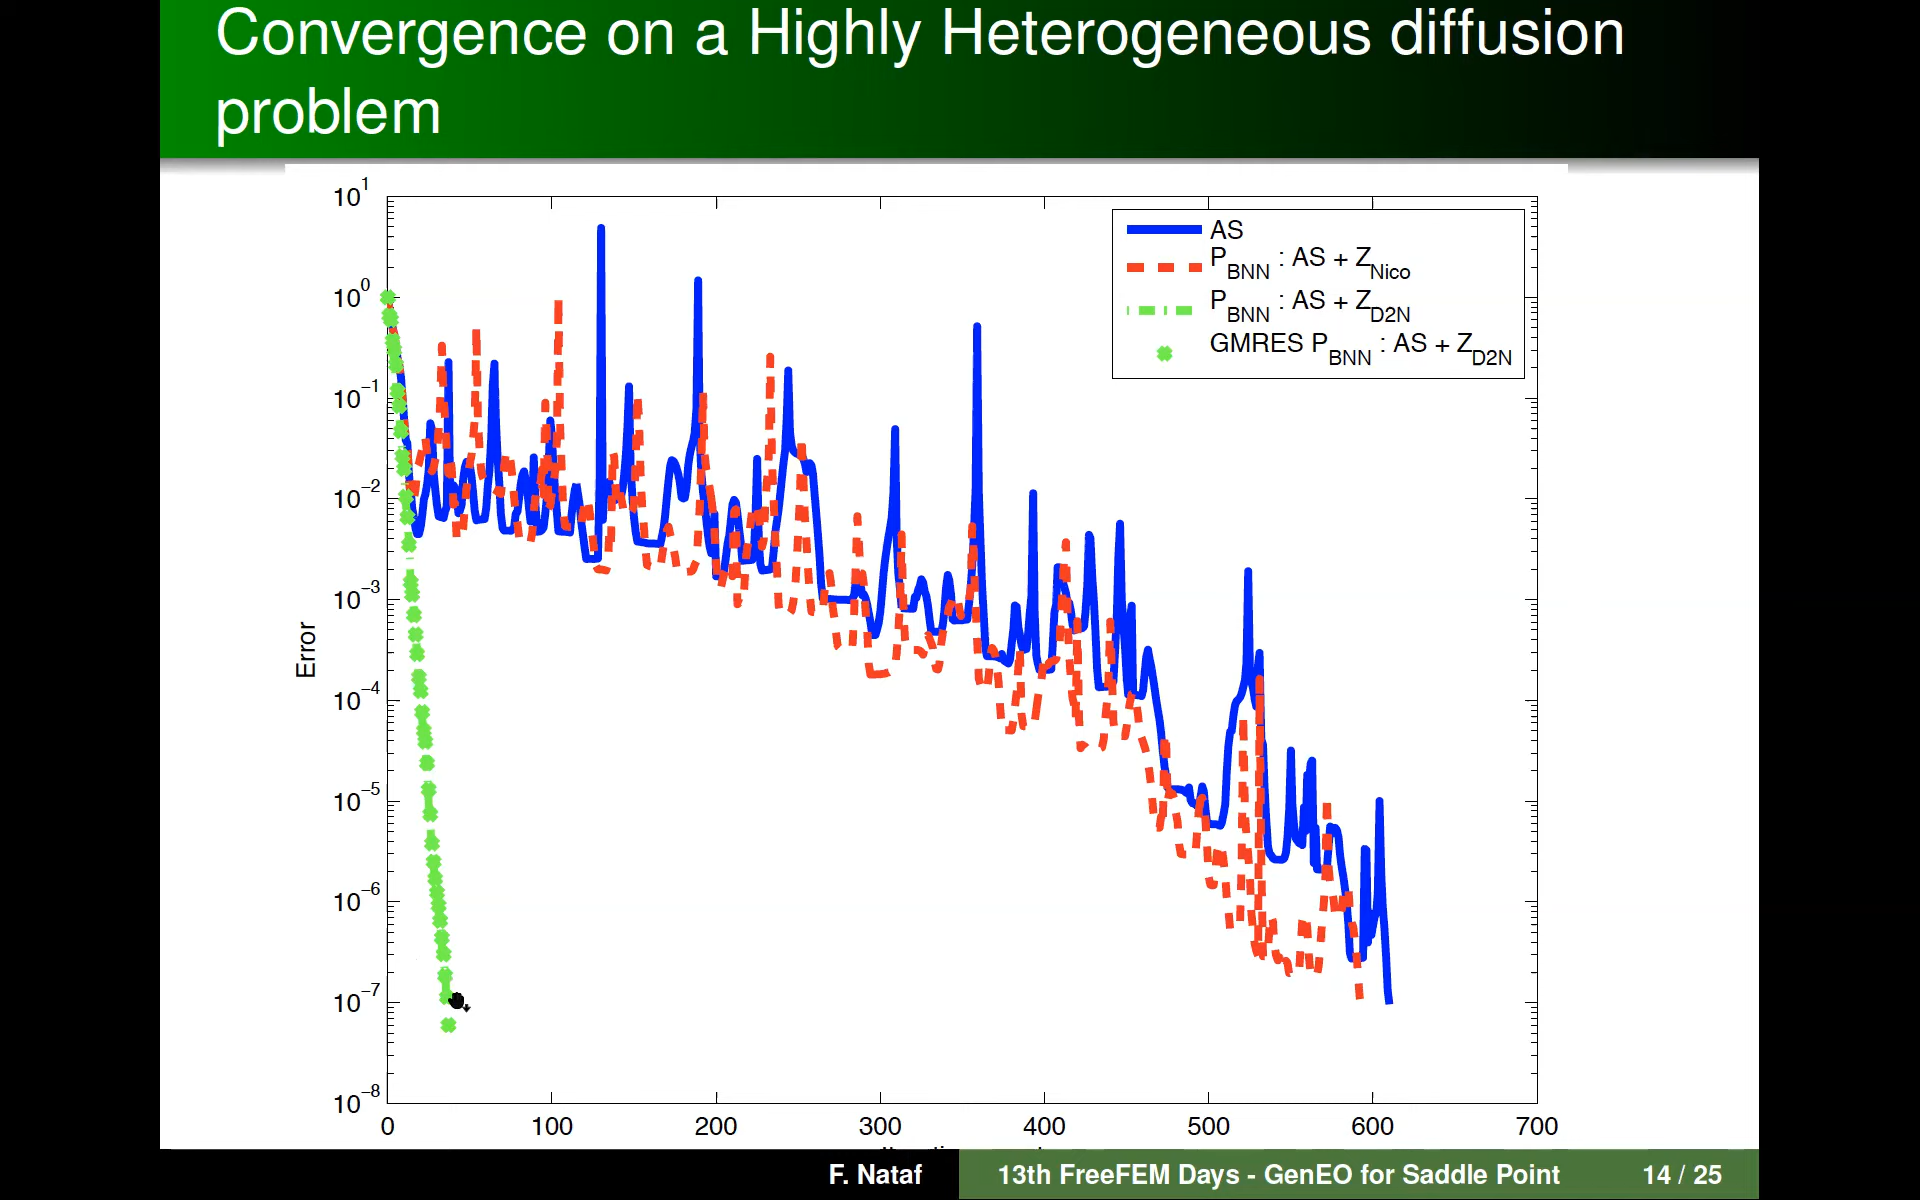 Convergence on a Highly Heterogeneous diffusion
problem
10^1
10^0
10^−1
10^−2
10^−3
10^−4
10^−5
10^−6
10^−7
10^−8
Error
AS
P_BNN : AS + Z_Nico
P_BNN : AS + Z_D2N
GMRES P_BNN : AS + Z_D2N
0 100 200 300 400 500 600 700
F. Nataf 13th FreeFEM Days - GenEO for Saddle Point 14 / 25